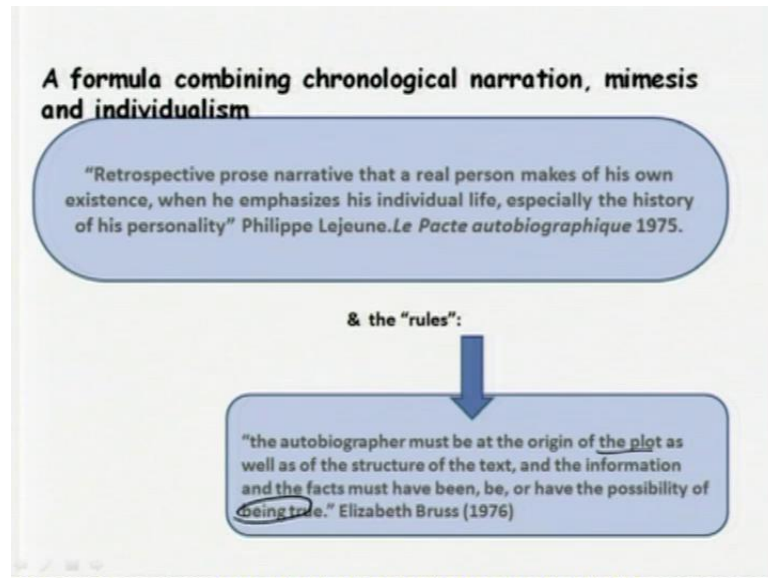 A formula combining chronological narration, mimesis
and individualism
“Retrospective prose narrative that a real person makes of his own
existence, when he emphasizes his individual life, especially the history
of his personality” Philippe Lejeune.Le Pacte autobiographique 1975.
& the “rules”:
“the autobiographer must be at the origin of the plot as
well as of the structure of the text, and the information
and the facts must have been, be, or have the possibility of
being true.” Elizabeth Bruss (1976)